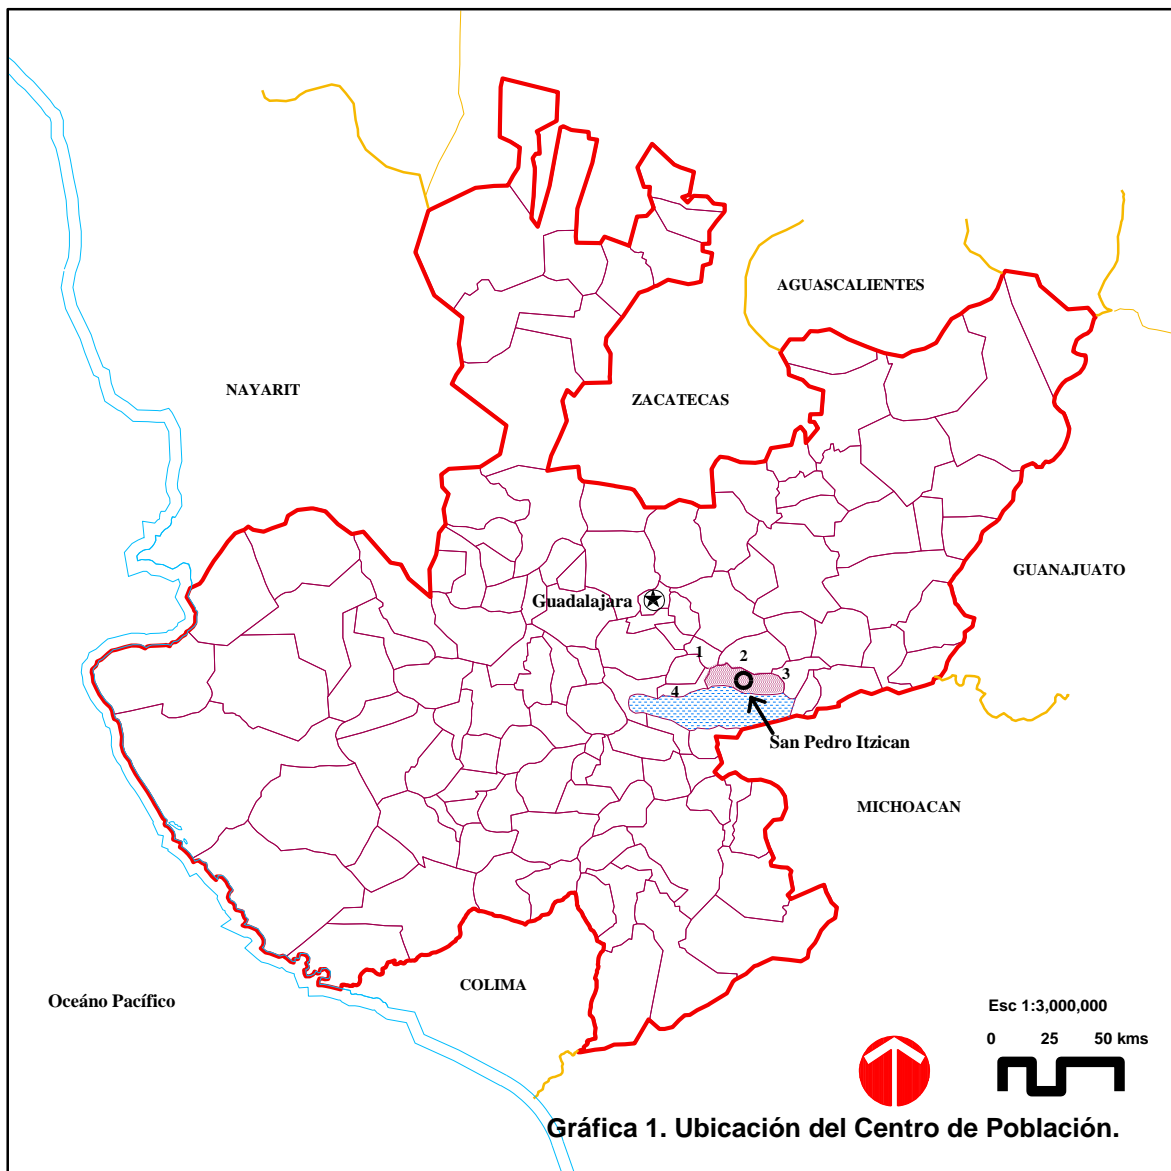 AGUASCALIENTES
NAYARIT
ZACATECAS
GUANAJUATO
Guadalajara
1
2
3
4
San Pedro Itzican
MICHOACAN
COLIMA
Oceáno Pacífico
Esc 1:3,000,000
0 25 50 kms
Gráfica 1. Ubicación del Centro de Población.